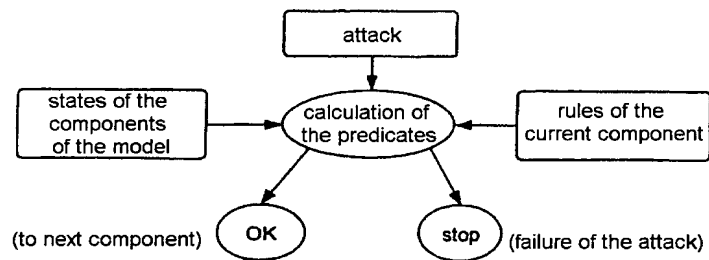 attack
states of the
components
of the model
calculation of
the predicates
rules of the
current component
(to next component)
OK
stop
(failure of the attack)